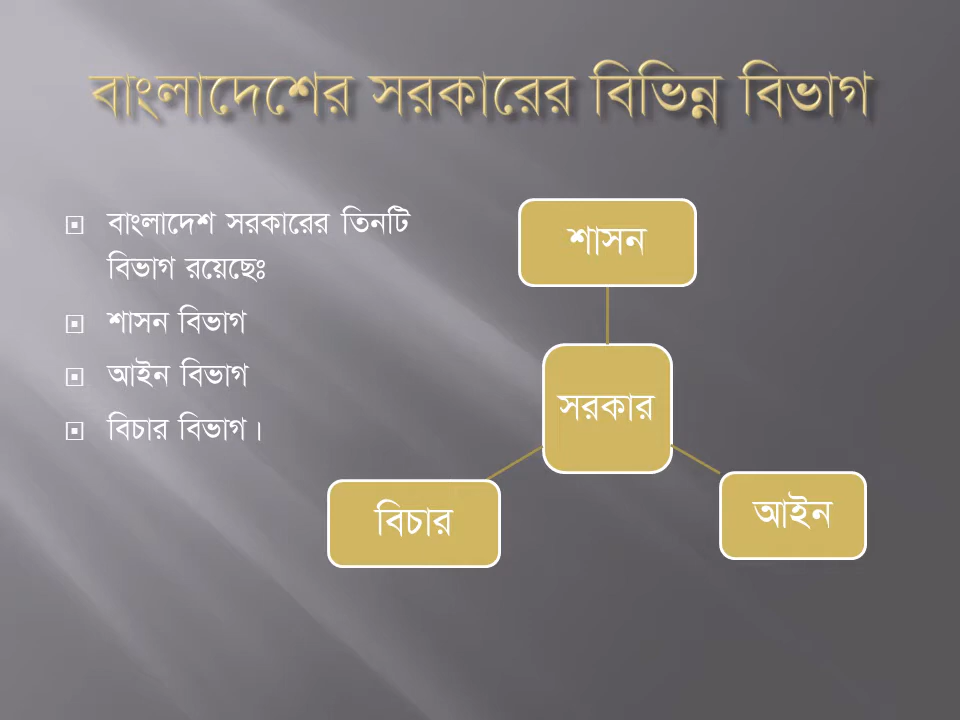 বাংলাদেশের সরকারের বিভিন্ন বিভাগ
বাংলাদেশ সরকারের তিনটি
বিভাগ রয়েছেঃ
শাসন বিভাগ
আইন বিভাগ
বিচার বিভাগ।
শাসন
সরকার
বিচার
আইন